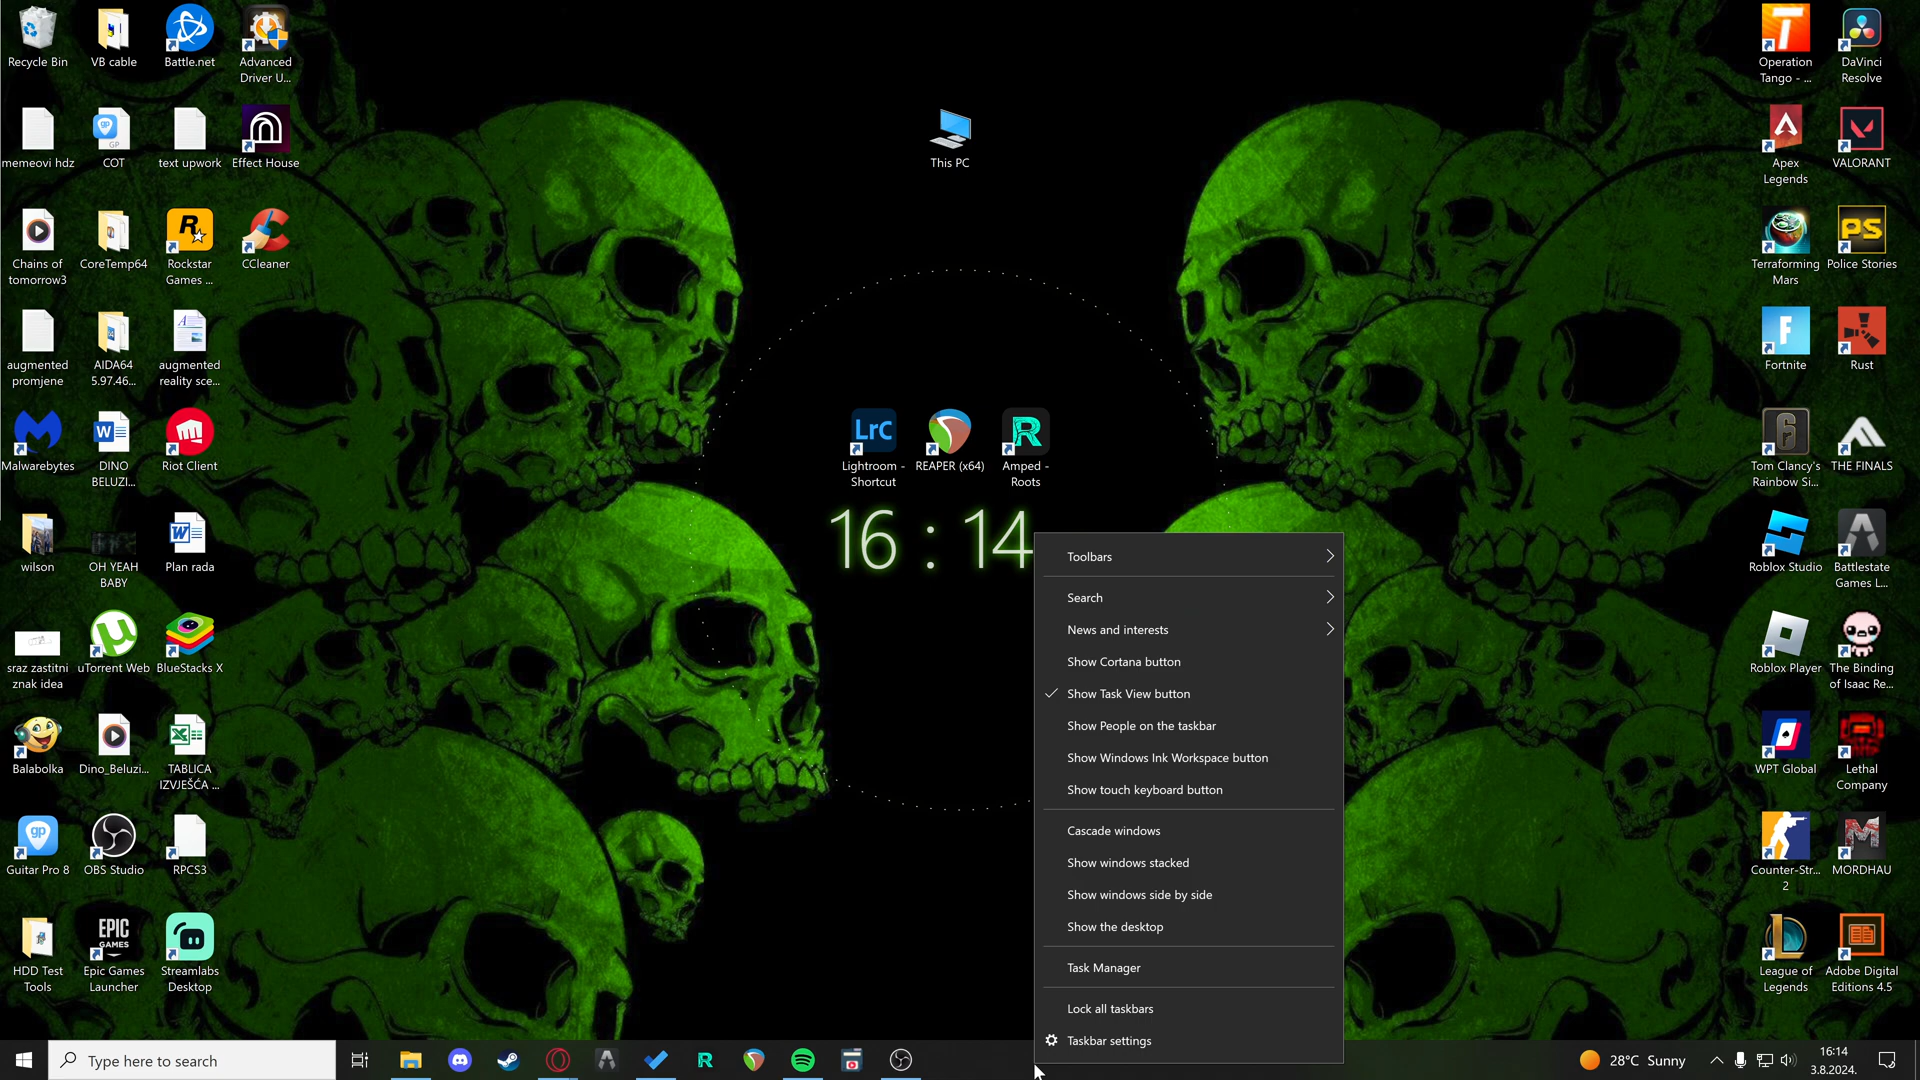 Recycle Bin
VB cable
Battle.net
Advanced
Driver U...
Operation
Tango - ...
DaVinci
Resolve
memeovi hdz
COT
text upwork
Effect House
This PC
Apex
Legends
VALORANT
Chains of
tomorrow3
CoreTemp64
Rockstar
Games ...
CCleaner
Terraforming
Mars
Police Stories
augmented
promjene
AIDA64
5.97.46...
augmented
reality sce...
Fortnite
Rust
Malwarebytes
DINO
BELUZI...
Riot Client
LrC
Lightroom -
Shortcut
REAPER (x64)
Amped -
Roots
Tom Clancy's
Rainbow Si...
THE FINALS
wilson
OH YEAH
BABY
Plan rada
16 : 14
Roblox Studio
Battlestate
Games L...
sraz zastitni
znak idea
uTorrent Web
BlueStacks X
Roblox Player
The Binding
of Isaac Re...
Balabolka
Dino_Beluzi...
TABLICA
IZVJEŠĆA ...
WPT Global
Lethal
Company
Guitar Pro 8
OBS Studio
RPCS3
Counter-Str...
2
MORDHAU
HDD Test
Tools
EPIC
GAMES
Epic Games
Launcher
Streamlabs
Desktop
League of
Legends
Adobe Digital
Editions 4.5
Toolbars
Search
News and interests
Show Cortana button
Show Task View button
Show People on the taskbar
Show Windows Ink Workspace button
Show touch keyboard button
Cascade windows
Show windows stacked
Show windows side by side
Show the desktop
Task Manager
Lock all taskbars
Taskbar settings
Type here to search
28°C Sunny
16:14
3.8.2024.